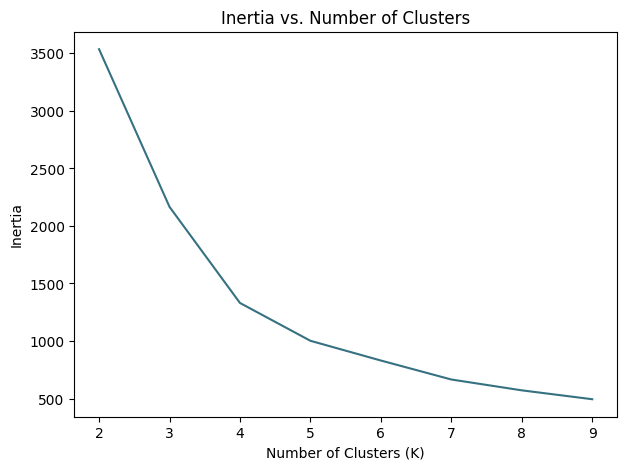 Inertia vs. Number of Clusters
3500
3000
2500
2000
1500
1000
500
Inertia
2 3 4 5 6 7 8 9
Number of Clusters (K)